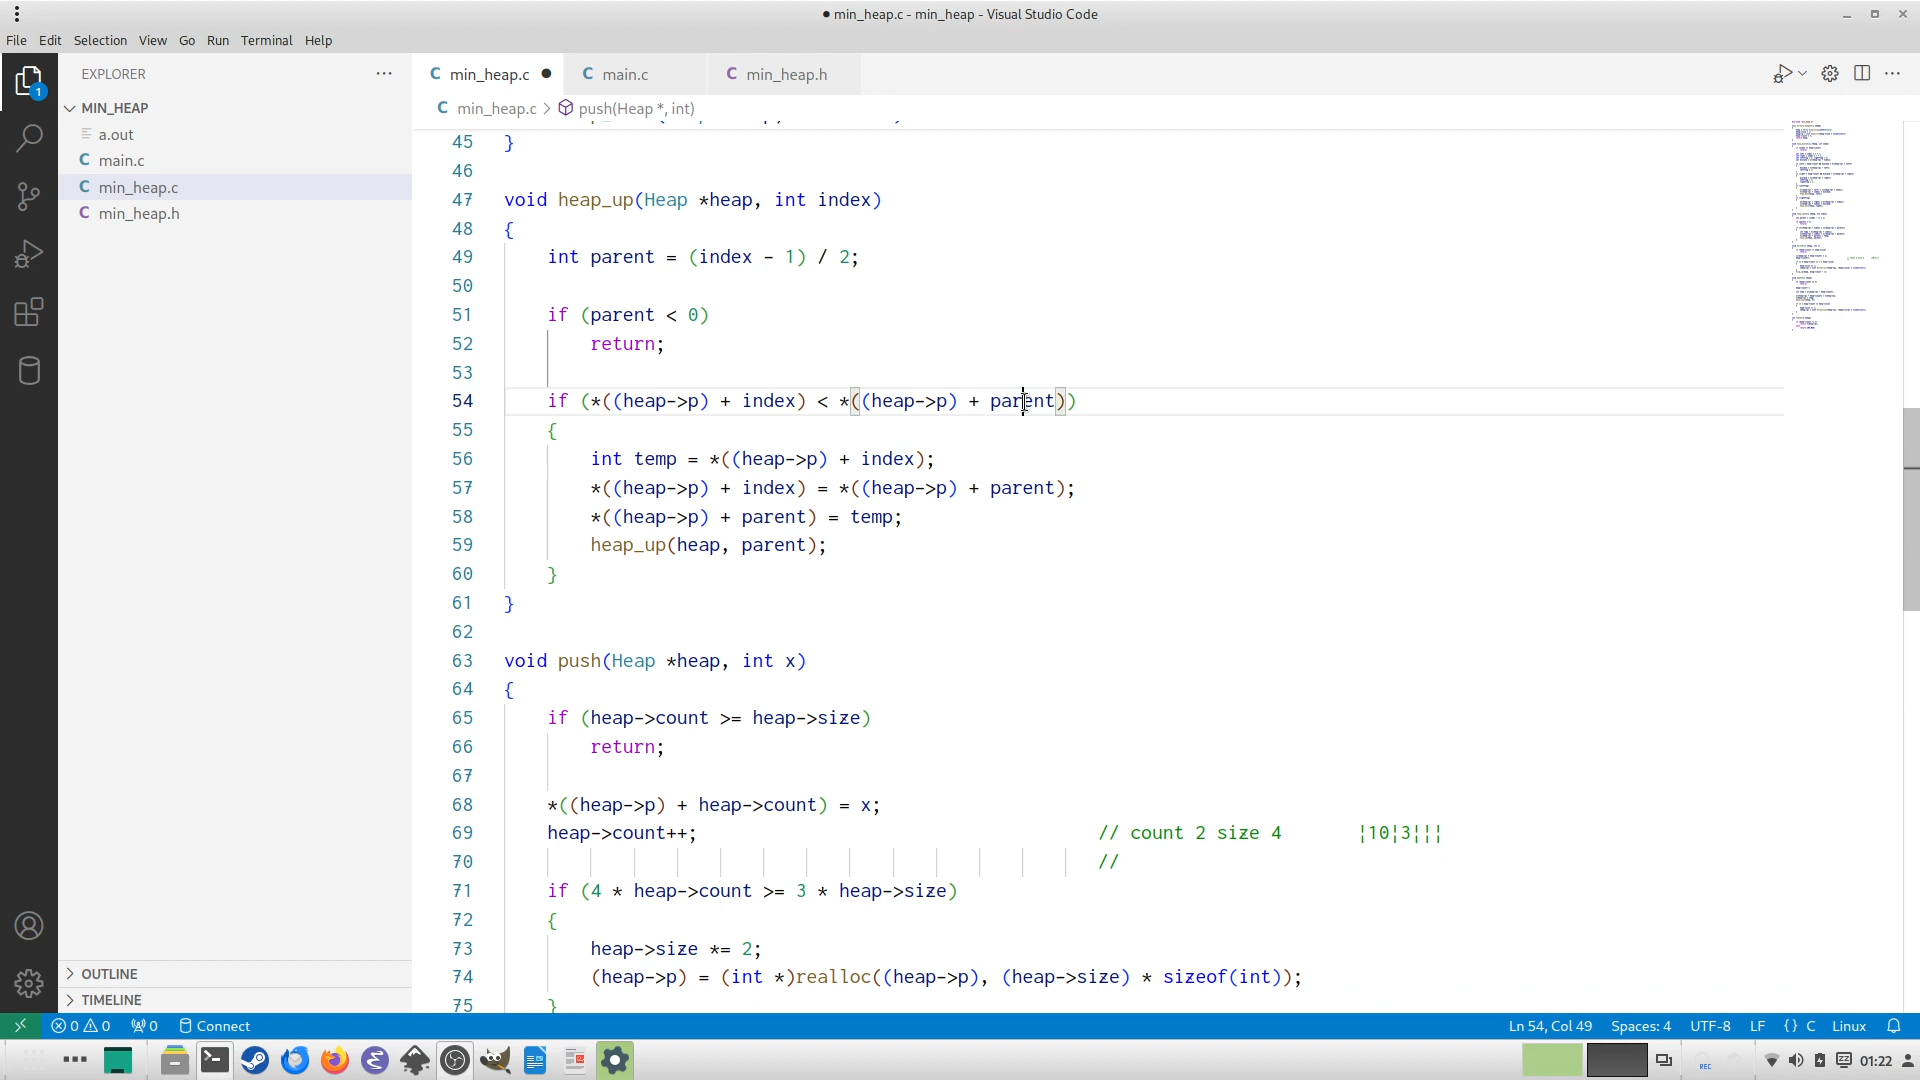 min_heap.c - min_heap - Visual Studio Code
File Edit Selection View Go Run Terminal Help
EXPLORER
MIN_HEAP
a.out
C main.c
C min_heap.c
C min_heap.h
OUTLINE
TIMELINE
1
C min_heap.c
C main.c
C min_heap.h
C min_heap.c > push(Heap *, int)
45 }
46
47 void heap_up(Heap *heap, int index)
48 {
49 int parent = (index - 1) / 2;
50
51 if (parent < 0)
52 return;
53
54 if (*((heap->p) + index) < *((heap->p) + parent))
55 {
56 int temp = *((heap->p) + index);
57 *((heap->p) + index) = *((heap->p) + parent);
58 *((heap->p) + parent) = temp;
59 heap_up(heap, parent);
60 }
61 }
62
63 void push(Heap *heap, int x)
64 {
65 if (heap->count >= heap->size)
66 return;
67
68 *((heap->p) + heap->count) = x;
69 heap->count++; // count 2 size 4 ¦10¦3¦¦¦
70 //
71 if (4 * heap->count >= 3 * heap->size)
72 {
73 heap->size *= 2;
74 (heap->p) = (int *)realloc((heap->p), (heap->size) * sizeof(int));
75 }
0 0 0 Connect
Ln 54, Col 49 Spaces: 4 UTF-8 LF {} C Linux
REC
01:22